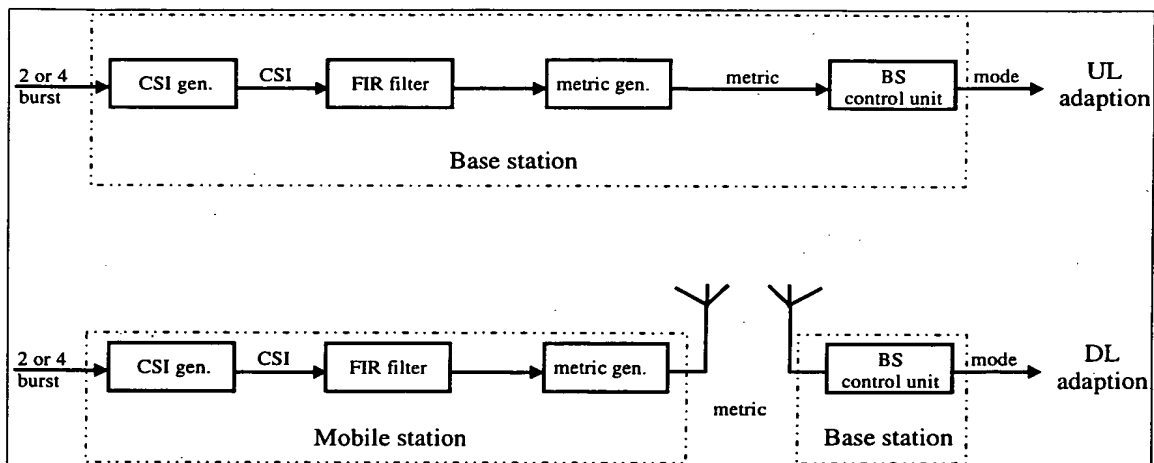 2 or 4
burst
CSI gen.
CSI
FIR filter
metric gen.
metric
BS
control unit
mode
UL
adaption
Base station
2 or 4
burst
CSI gen.
CSI
FIR filter
metric gen.
metric
BS
control unit
mode
DL
adaption
Mobile station
Base station